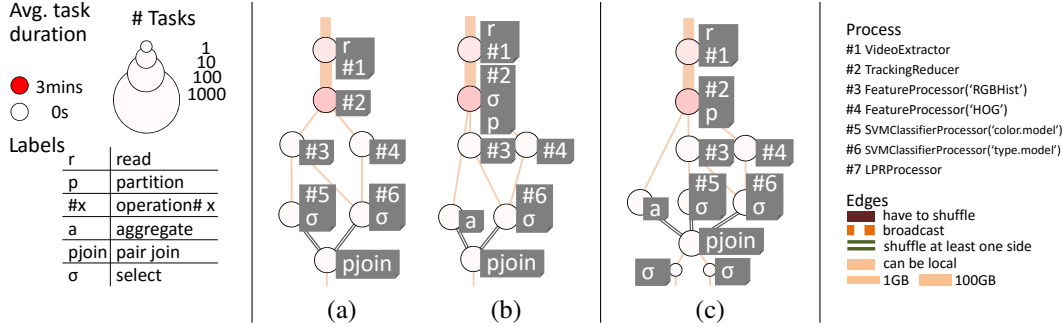 Avg. task
duration
3mins
0s
# Tasks
1
10
100
1000
Labels
r read
p partition
#x operation# x
a aggregate
pjoin pair join
σ select
r
#1
#2
#3
#4
#5
σ
#6
σ
pjoin
(a)
r
#1
#2
σ
p
#3
#4
a
#6
σ
pjoin
(b)
r
#1
#2
p
#3
#4
a
#5
σ
#6
σ
pjoin
σ
σ
(c)
Process
#1 VideoExtractor
#2 TrackingReducer
#3 FeatureProcessor('RGBHist')
#4 FeatureProcessor('HOG')
#5 SVMClassifierProcessor('color.model')
#6 SVMClassifierProcessor('type.model')
#7 LPRProcessor
Edges
have to shuffle
broadcast
shuffle at least one side
can be local
1GB 100GB